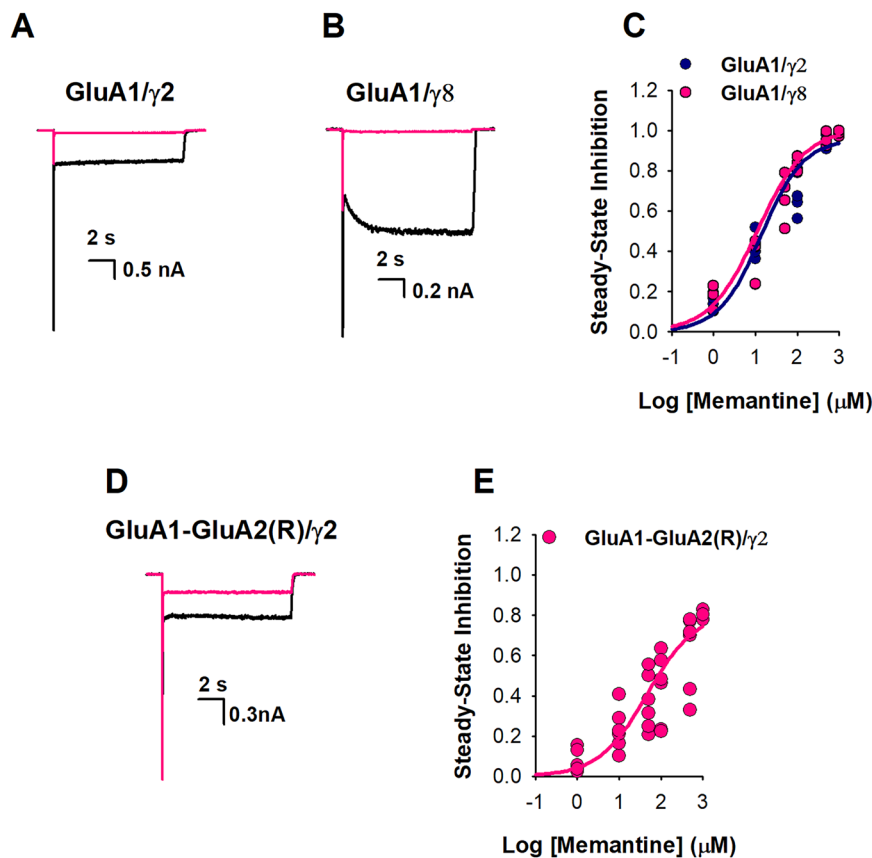 A
GluA1/γ2
2 s
0.5 nA
B
GluA1/γ8
2 s
0.2 nA
C
GluA1/γ2
GluA1/γ8
Steady-State Inhibition
1.2
1.0
0.8
0.6
0.4
0.2
0.0
-1 0 1 2 3
Log [Memantine] (μM)
D
GluA1-GluA2(R)/γ2
2 s
0.3nA
E
GluA1-GluA2(R)/γ2
Steady-State Inhibition
1.2
1.0
0.8
0.6
0.4
0.2
0.0
-1 0 1 2 3
Log [Memantine] (μM)